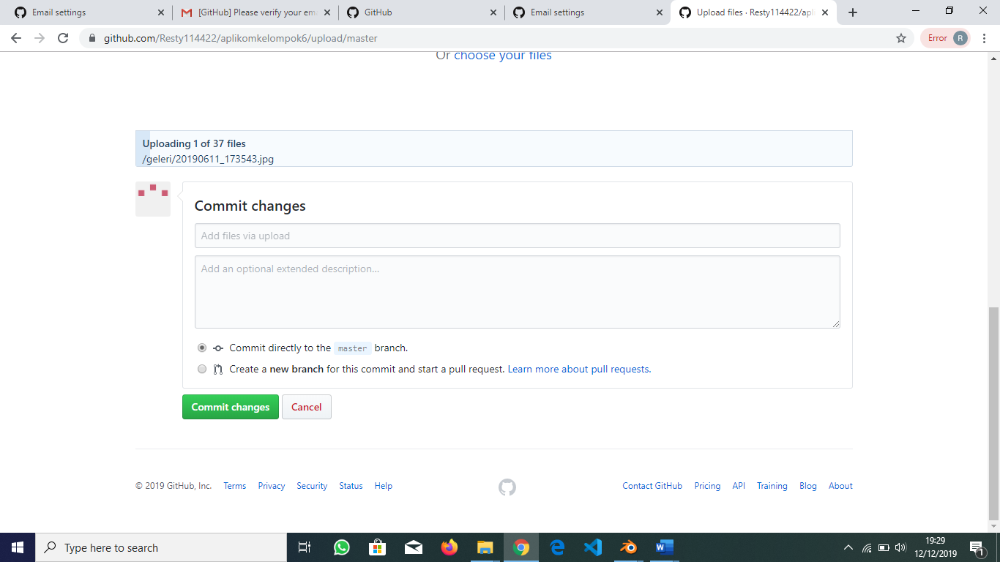 Email settings
[GitHub] Please verify your ema
GitHub
Email settings
Upload files · Resty114422/apli
github.com/Resty114422/aplikomkelompok6/upload/master
Error R
Or choose your files
Uploading 1 of 37 files
/geleri/20190611_173543.jpg
Commit changes
Add files via upload
Add an optional extended description...
Commit directly to the master branch.
Create a new branch for this commit and start a pull request. Learn more about pull requests.
Commit changes Cancel
© 2019 GitHub, Inc. Terms Privacy Security Status Help
Contact GitHub Pricing API Training Blog About
Type here to search
19:29
12/12/2019
1